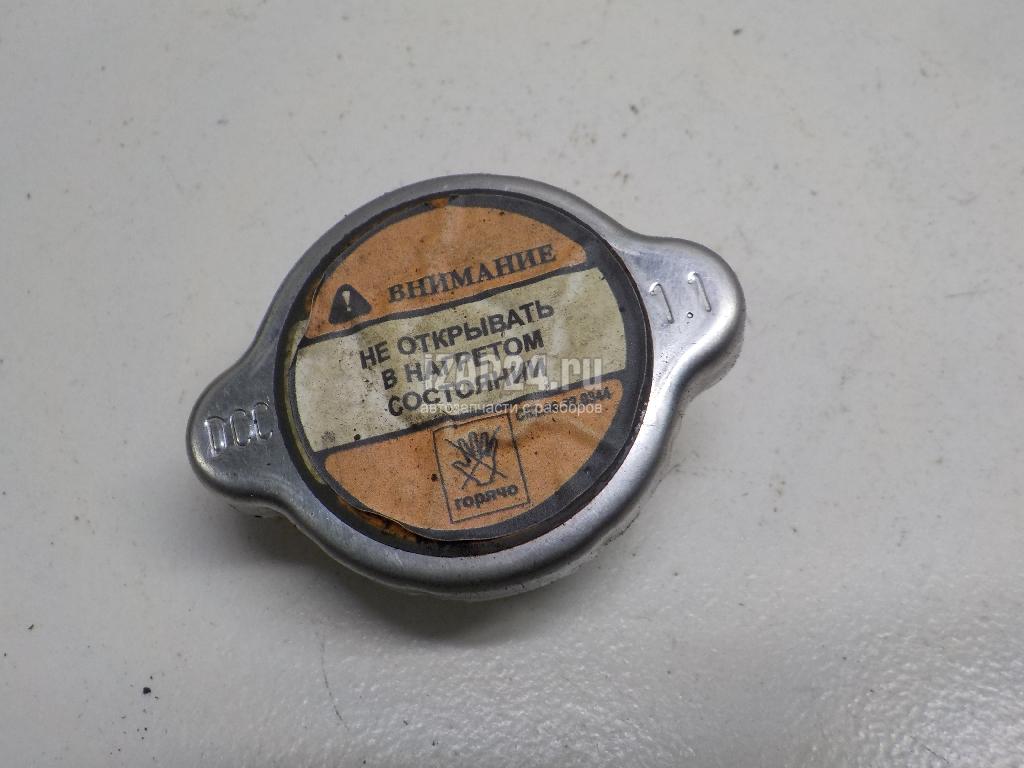 ВНИМАНИЕ
НЕ ОТКРЫВАТЬ
В НАГРЕТОМ
СОСТОЯНИИ
горячо
DCC
1.1
iZAP24.ru
автозапчасти с разборов